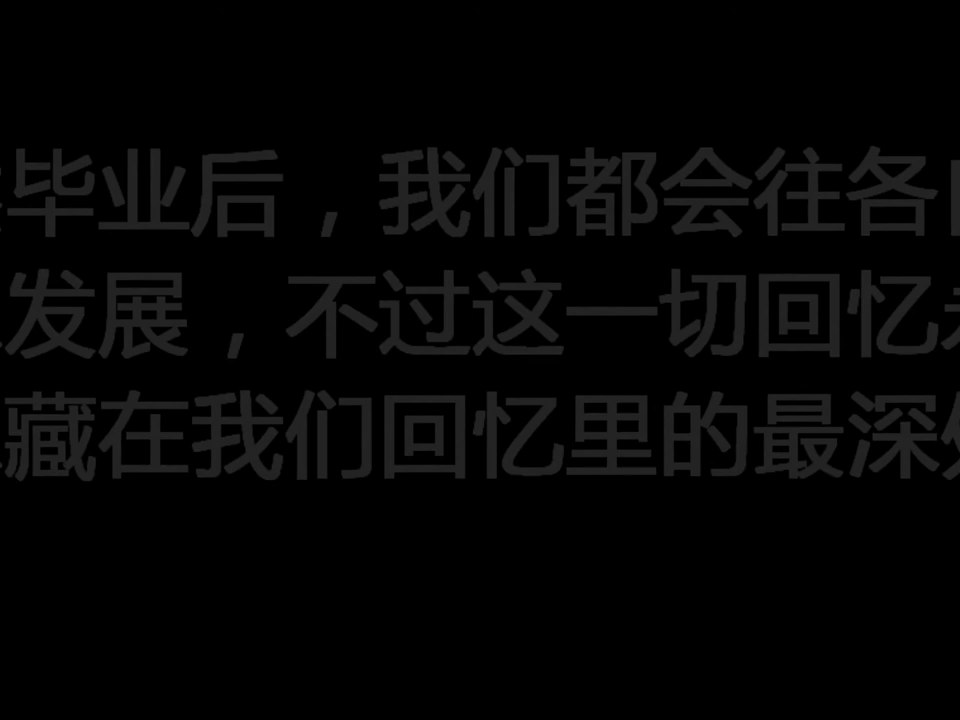 毕业后，我们都会往各
发展，不过这一切回忆
藏在我们回忆里的最深